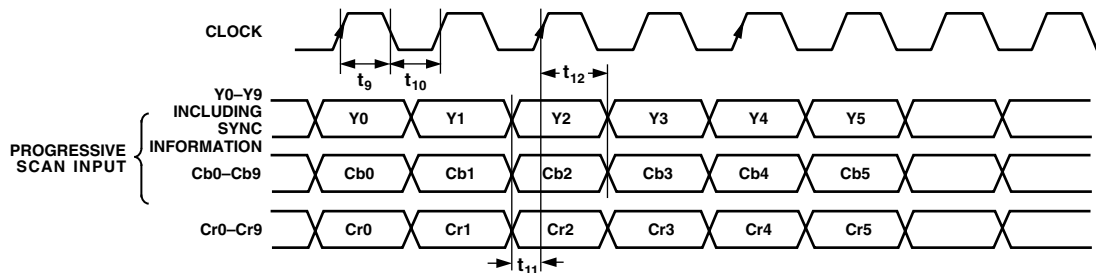 CLOCK
t9 t10 t12
Y0–Y9
INCLUDING
SYNC
INFORMATION
Y0 Y1 Y2 Y3 Y4 Y5
PROGRESSIVE
SCAN INPUT
Cb0–Cb9 Cb0 Cb1 Cb2 Cb3 Cb4 Cb5
Cr0–Cr9 Cr0 Cr1 Cr2 Cr3 Cr4 Cr5
t11